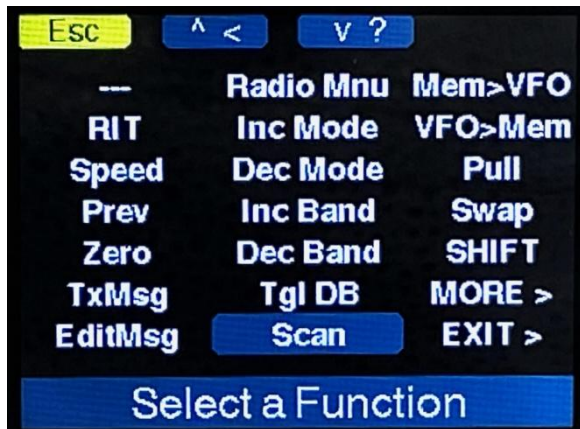 Esc ^ < v ?
--- Radio Mnu Mem>VFO
RIT Inc Mode VFO>Mem
Speed Dec Mode Pull
Prev Inc Band Swap
Zero Dec Band SHIFT
TxMsg Tgl DB MORE >
EditMsg Scan EXIT >
Select a Function